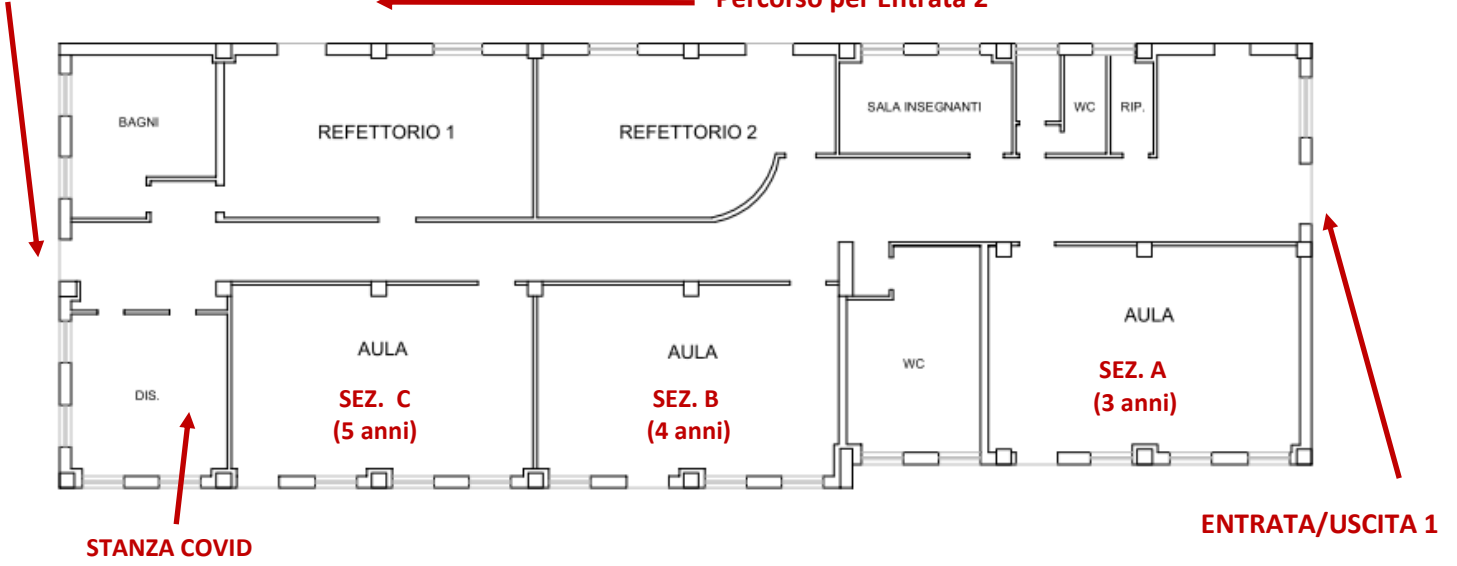 Percorso per Entrata 2
BAGNI
REFETTORIO 1
REFETTORIO 2
SALA INSEGNANTI
WC
RIP.
AULA
SEZ. C
(5 anni)
AULA
SEZ. B
(4 anni)
WC
AULA
SEZ. A
(3 anni)
DIS.
STANZA COVID
ENTRATA/USCITA 1